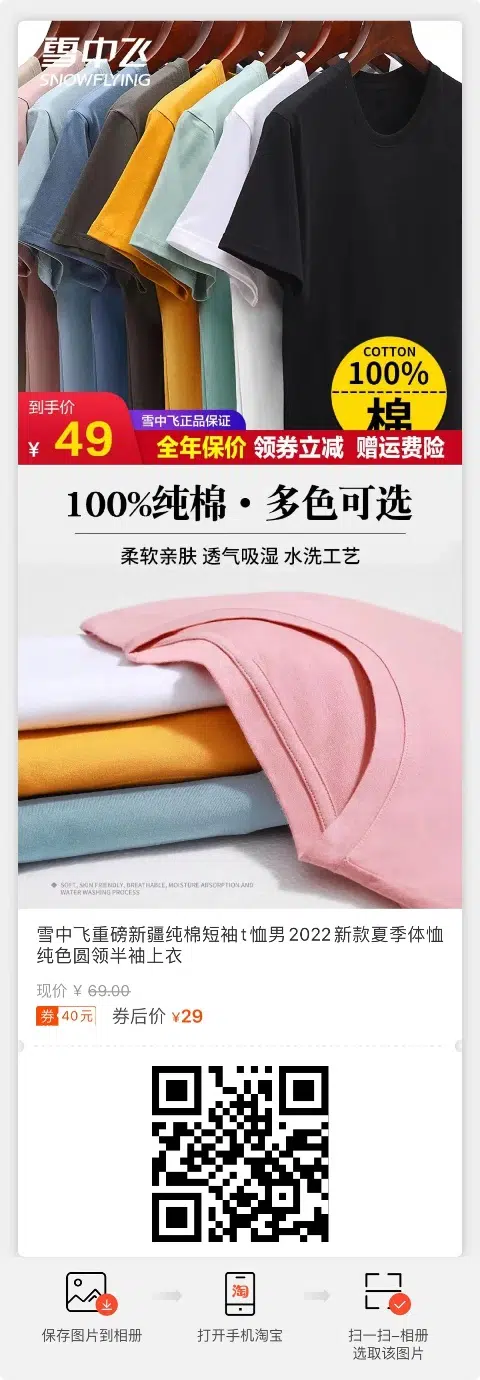 雪中飞
SNOWFLYING
COTTON
100%
棉
到手价
¥ 49
雪中飞正品保证
全年保价 领券立减 赠运费险
100%纯棉·多色可选
柔软亲肤 透气吸湿 水洗工艺
SOFT, SKIN FRIENDLY, BREATHABLE, MOISTURE ABSORPTION AND
WATER WASHING PROCESS
雪中飞重磅新疆纯棉短袖t恤男2022新款夏季体恤
纯色圆领半袖上衣
现价 ¥ 69.00
券 40元 券后价 ¥29
淘
保存图片到相册
打开手机淘宝
扫一扫-相册
选取该图片